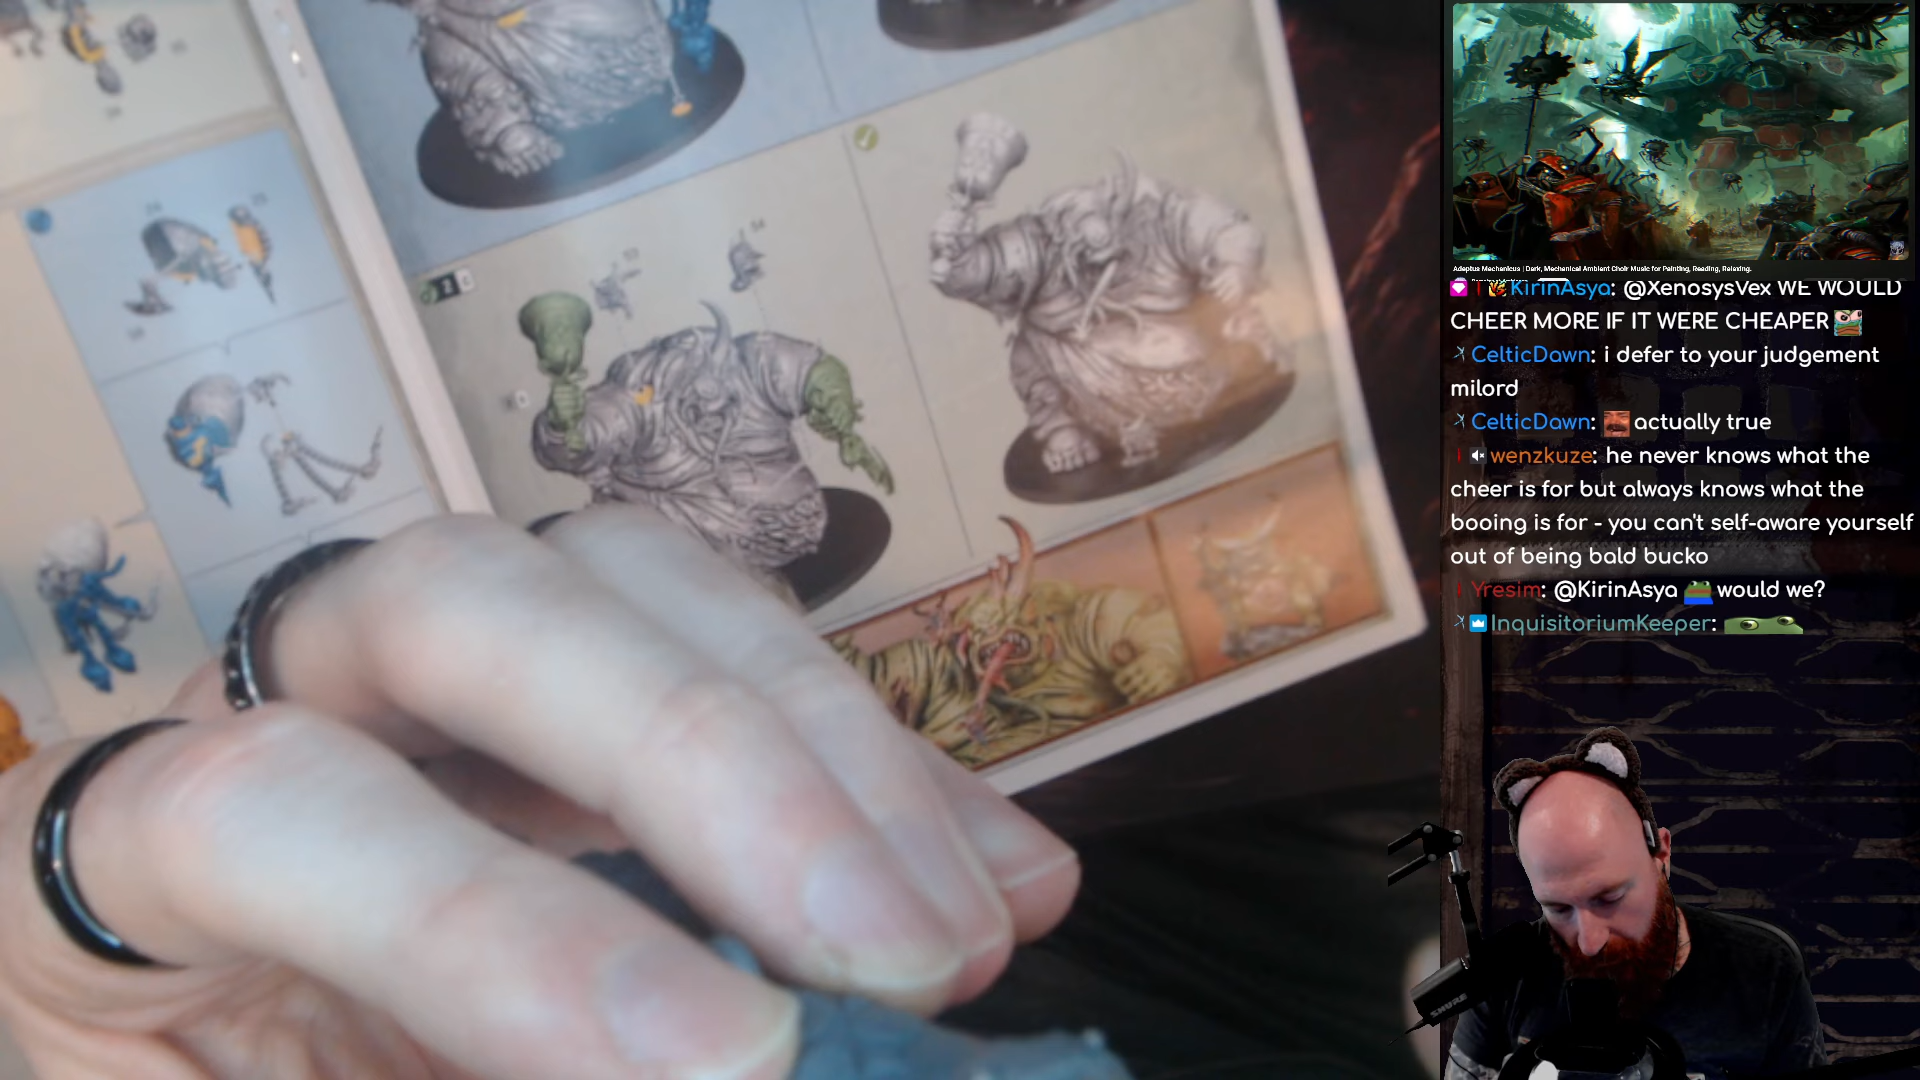 Adeptus Mechanicus | Dark, Mechanical Ambient Choir Music for Painting, Reading, Relaxing.
KirinAsya: @XenosysVex WE WOULD
CHEER MORE IF IT WERE CHEAPER
CelticDawn: i defer to your judgement
milord
CelticDawn: actually true
wenzkuze: he never knows what the
cheer is for but always knows what the
booing is for - you can't self-aware yourself
out of being bald bucko
Yresim: @KirinAsya would we?
InquisitoriumKeeper:
SHURE